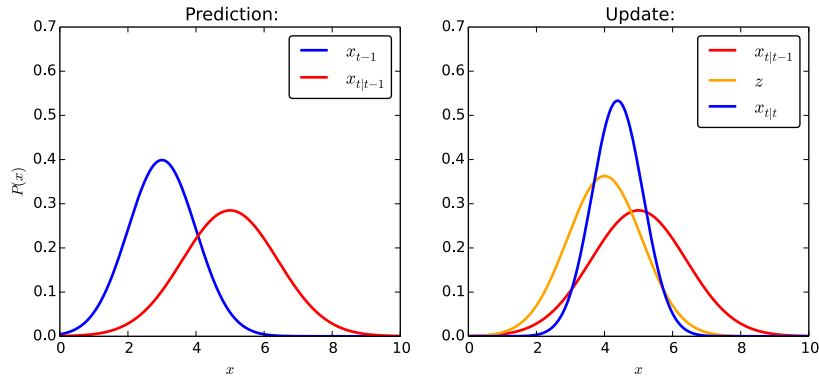 Prediction:
0.7
0.6
0.5
0.4
0.3
0.2
0.1
0.0
P(x)
0 2 4 6 8 10
x
x_{t-1}
x_{t|t-1}
Update:
0.7
0.6
0.5
0.4
0.3
0.2
0.1
0.0
0 2 4 6 8 10
x
x_{t|t-1}
z
x_{t|t}